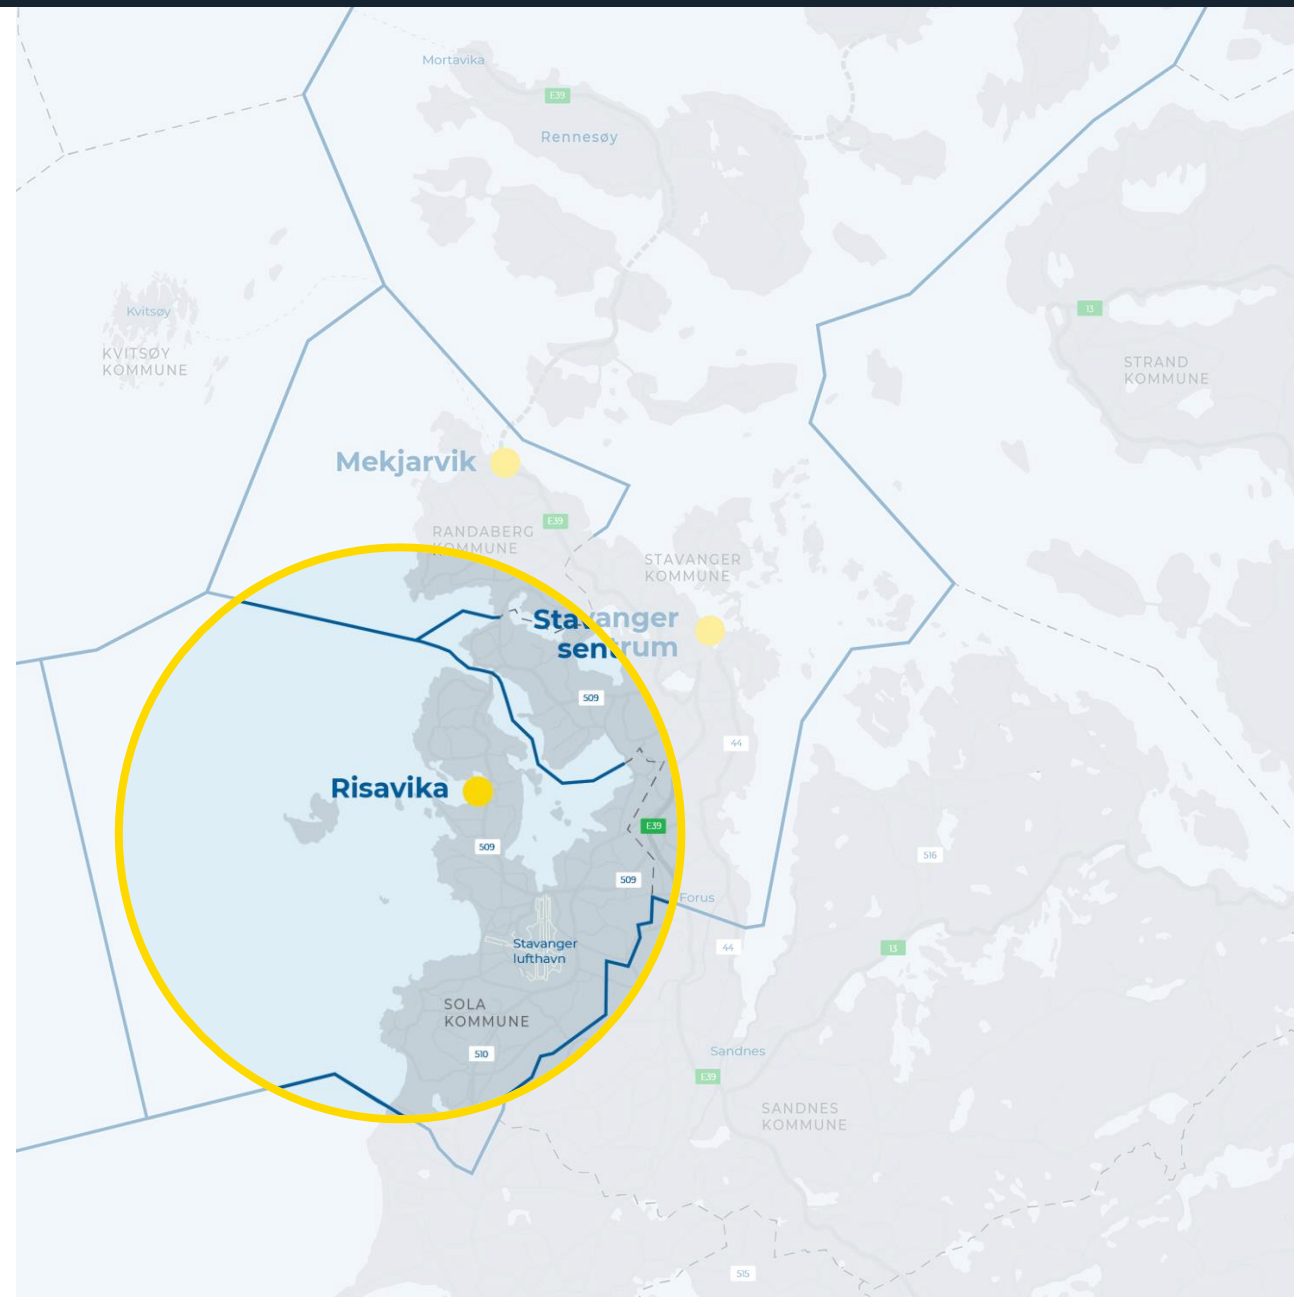 Mortavika
E39
Rennesøy
Kvitsøy
13
KVITSØY
KOMMUNE
STRAND
KOMMUNE
Mekjarvik
E39
RANDABERG
KOMMUNE
STAVANGER
KOMMUNE
Stavanger
sentrum
509
44
Risavika
E39
509
516
509
Forus
Stavanger
lufthavn
44
13
SOLA
KOMMUNE
510
Sandnes
E39
SANDNES
KOMMUNE
515